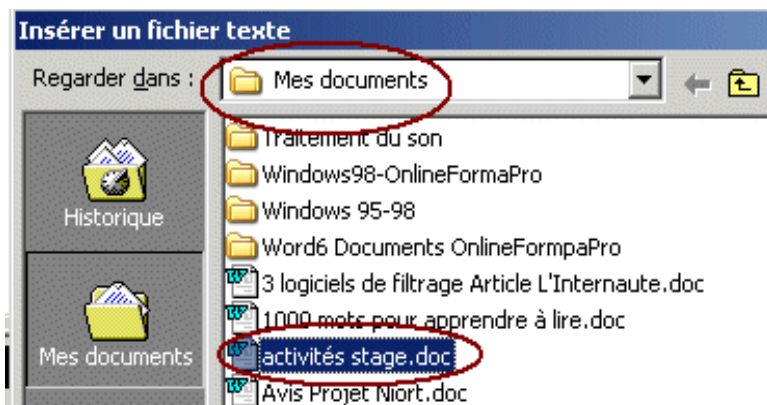 Insérer un fichier texte
Regarder dans : Mes documents
Historique
Mes documents
Traitement du son
Windows98-OnlineFormaPro
Windows 95-98
Word6 Documents OnlineFormpaPro
3 logiciels de filtrage Article L'Internaute.doc
1000 mots pour apprendre à lire.doc
activités stage.doc
Avis Projet Niort.doc